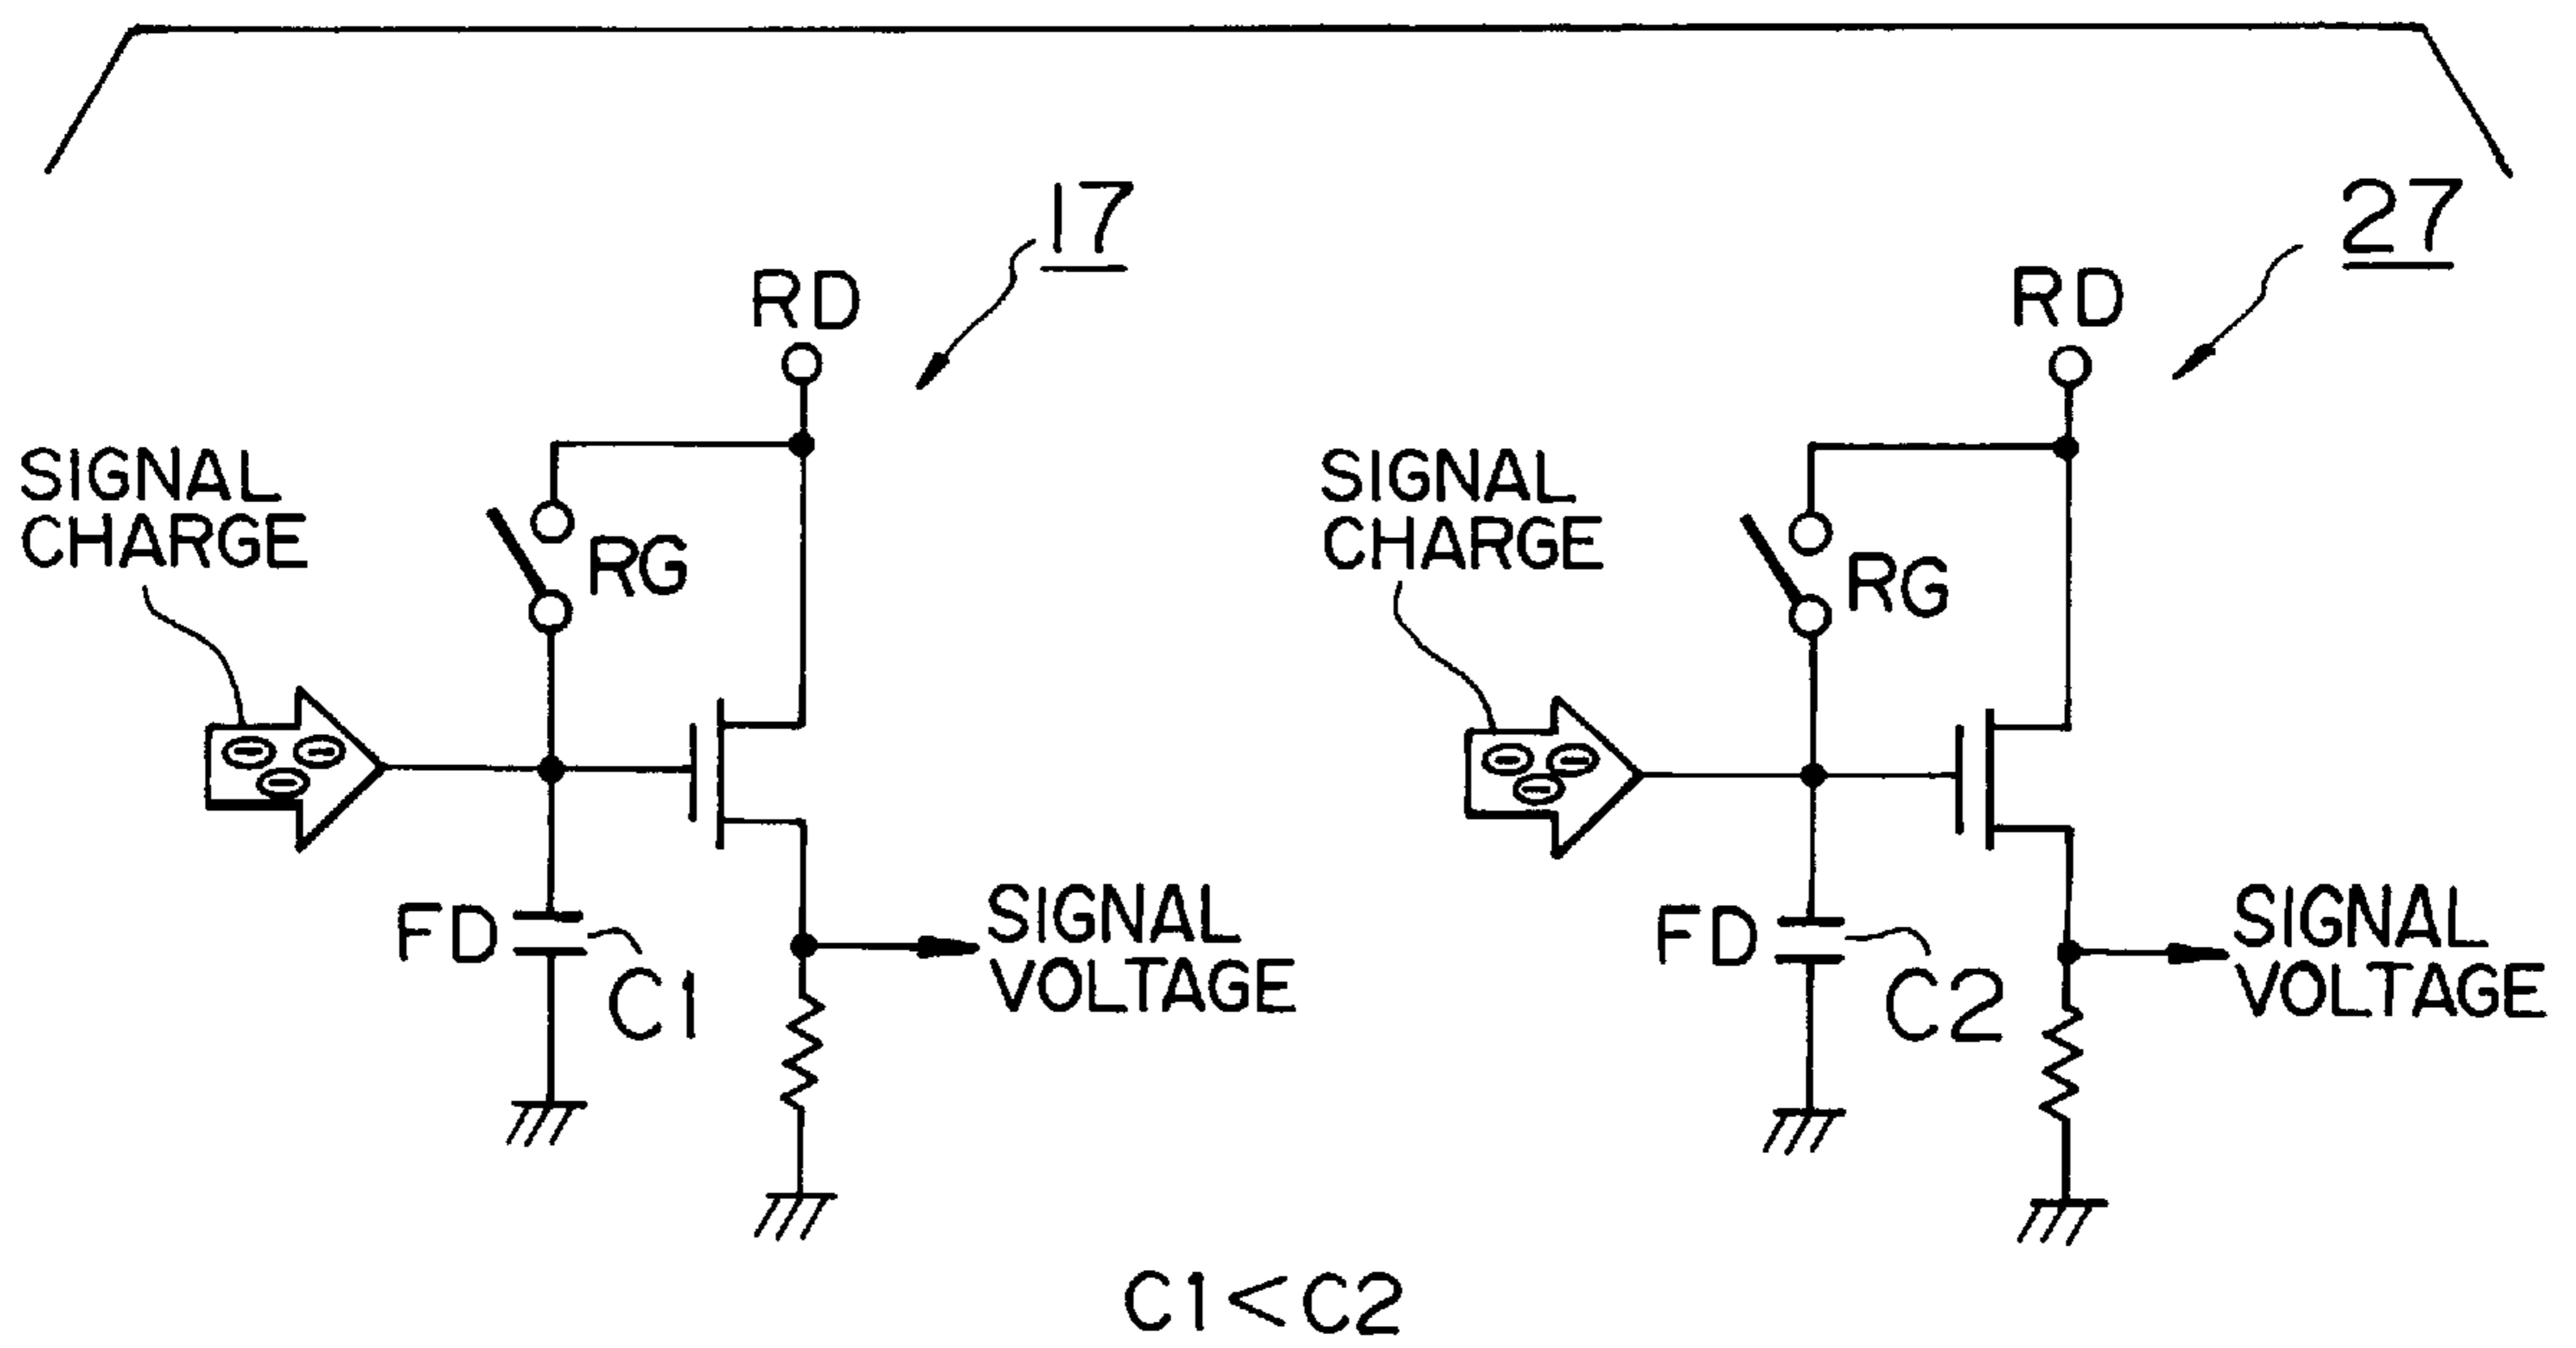 17
RD
SIGNAL
CHARGE
RG
FD
C1
SIGNAL
VOLTAGE
27
RD
SIGNAL
CHARGE
RG
FD
C2
SIGNAL
VOLTAGE
C1<C2